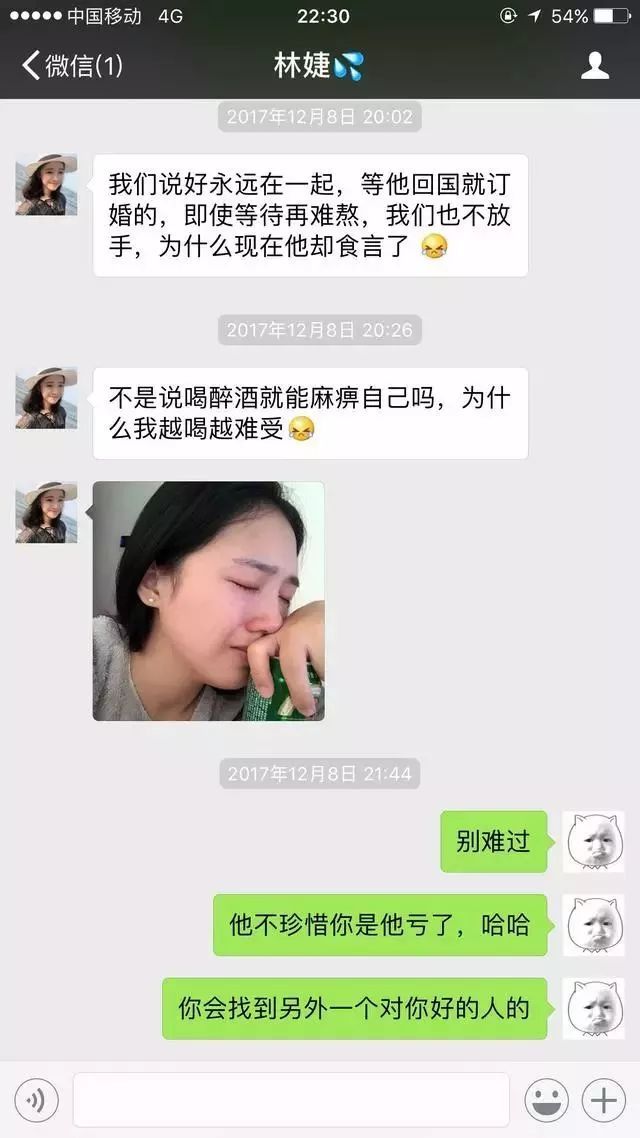 中国移动 4G 22:30 54%
微信(1) 林婕💦
2017年12月8日 20:02
我们说好永远在一起，等他回国就订
婚的，即使等待再难熬，我们也不放
手，为什么现在他却食言了 😭
2017年12月8日 20:26
不是说喝醉酒就能麻痹自己吗，为什
么我越喝越难受😭
2017年12月8日 21:44
别难过
他不珍惜你是他亏了，哈哈
你会找到另外一个对你好的人的